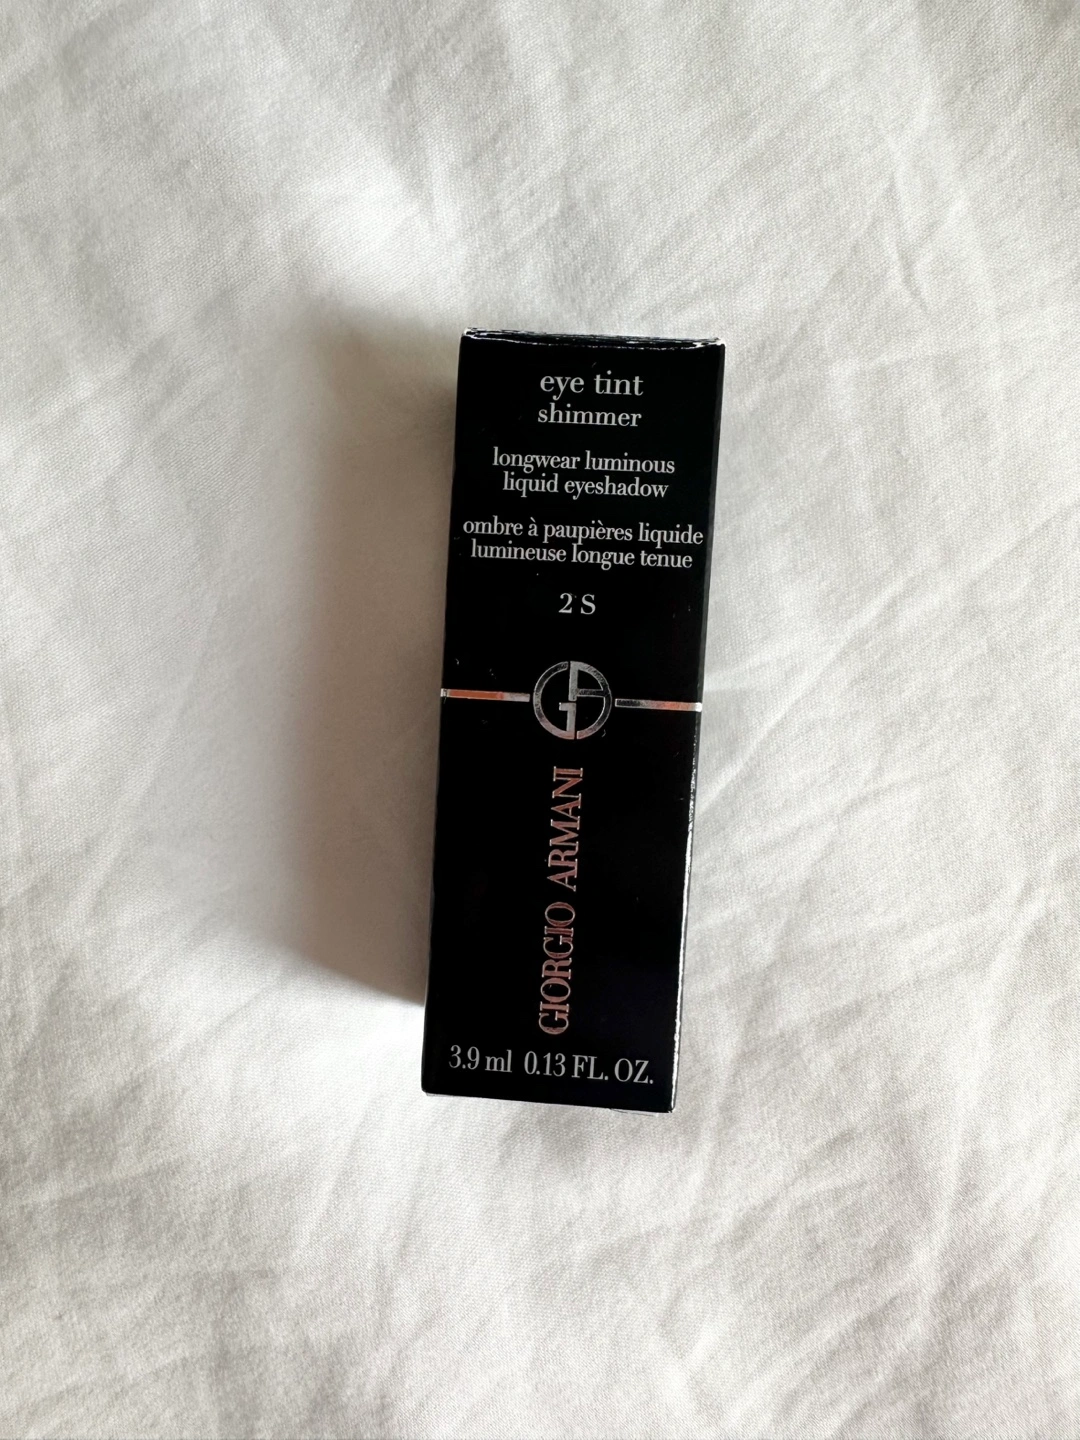 eye tint
shimmer
longwear luminous
liquid eyeshadow
ombre à paupières liquide
lumineuse longue tenue
2 S
GA
GIORGIO ARMANI
3.9 ml 0.13 FL. OZ.